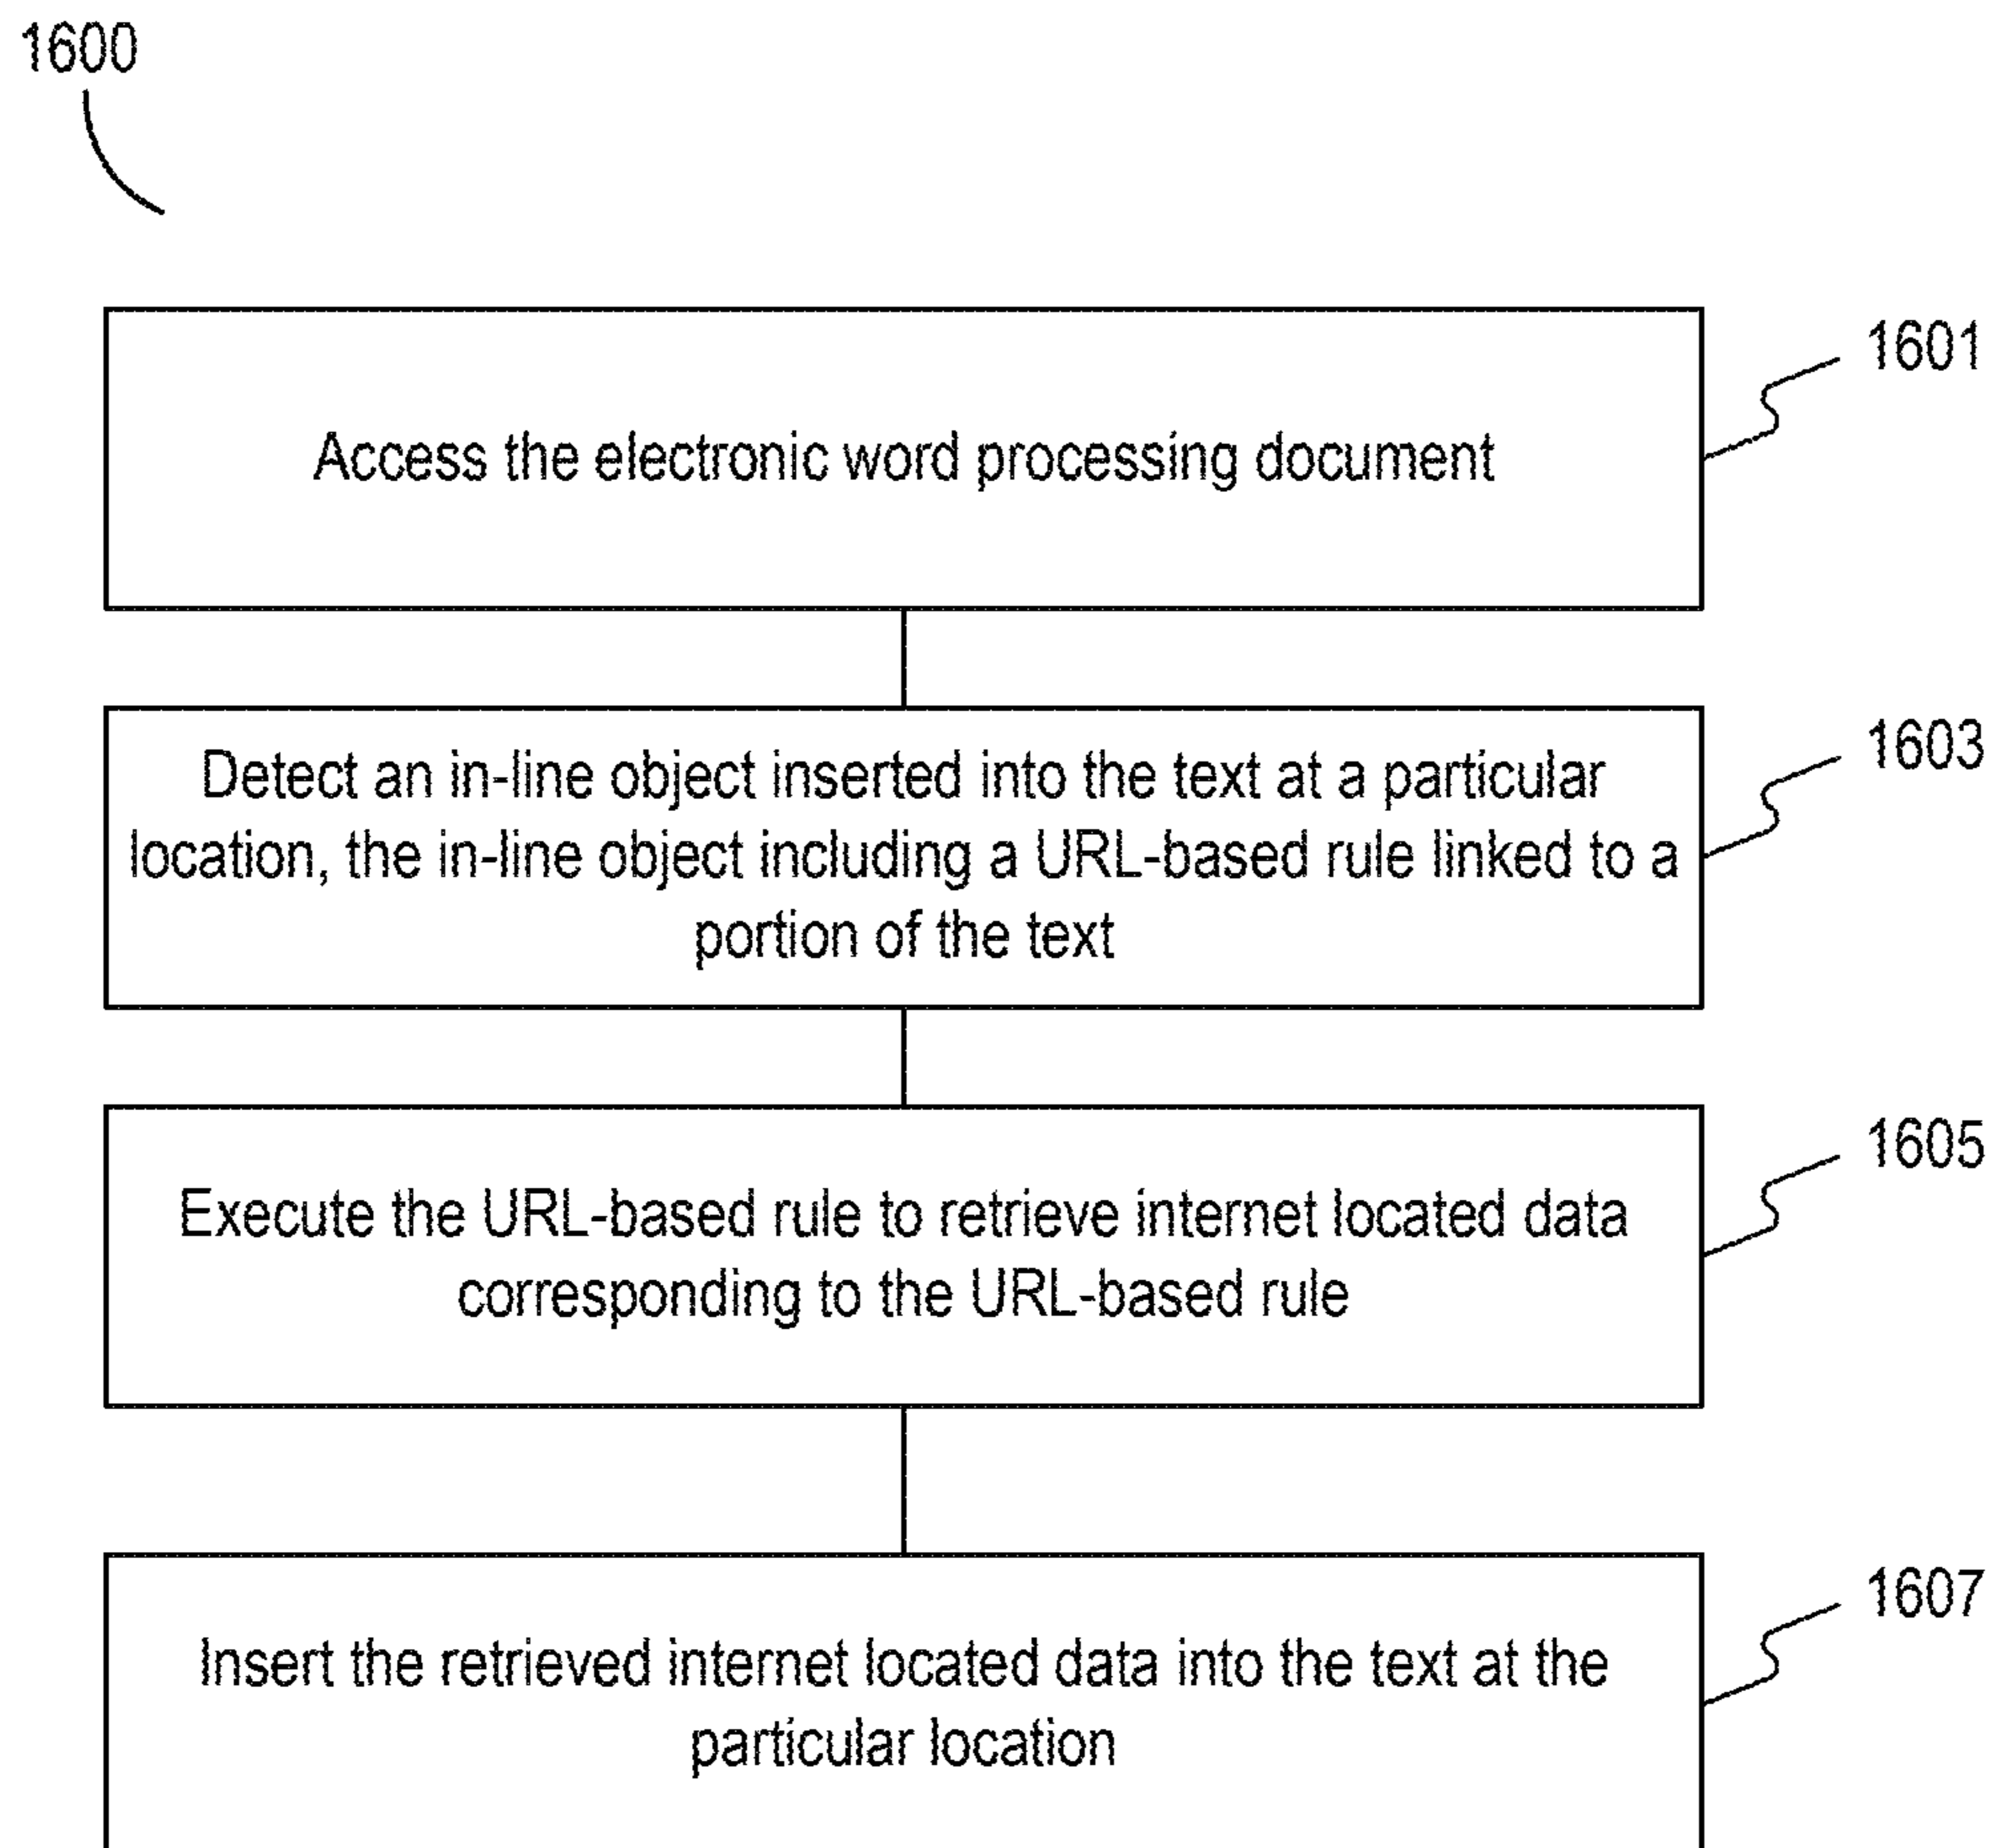 1600
1601
Access the electronic word processing document
1603
Detect an in-line object inserted into the text at a particular
location, the in-line object including a URL-based rule linked to a
portion of the text
1605
Execute the URL-based rule to retrieve internet located data
corresponding to the URL-based rule
1607
Insert the retrieved internet located data into the text at the
particular location